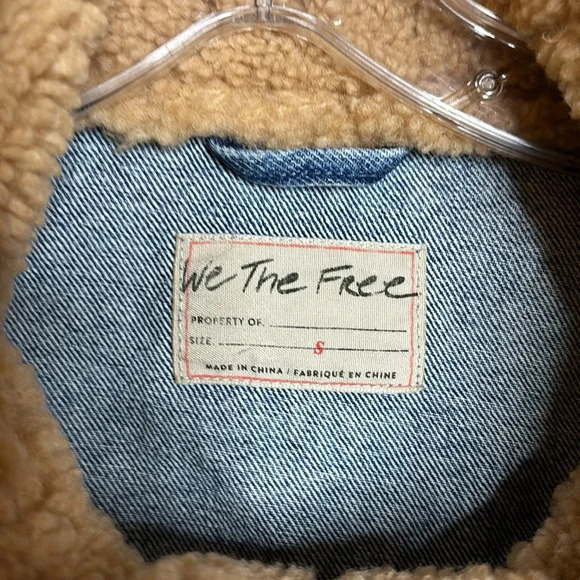 We The Free
PROPERTY OF.
SIZE. S
MADE IN CHINA / FABRIQUÉ EN CHINE